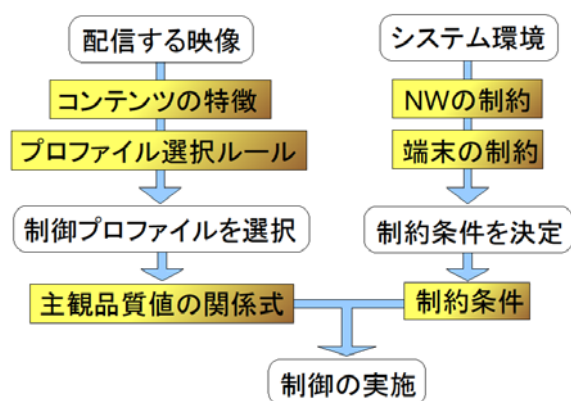 配信する映像
システム環境
コンテンツの特徴
NWの制約
プロファイル選択ルール
端末の制約
制御プロファイルを選択
制約条件を決定
主観品質値の関係式
制約条件
制御の実施